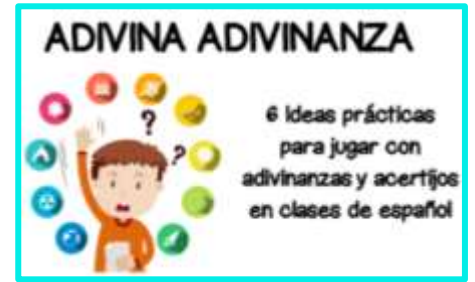 ADIVINA ADIVINANZA
? ?
6 Ideas prácticas
para jugar con
adivinanzas y acertijos
en clases de español